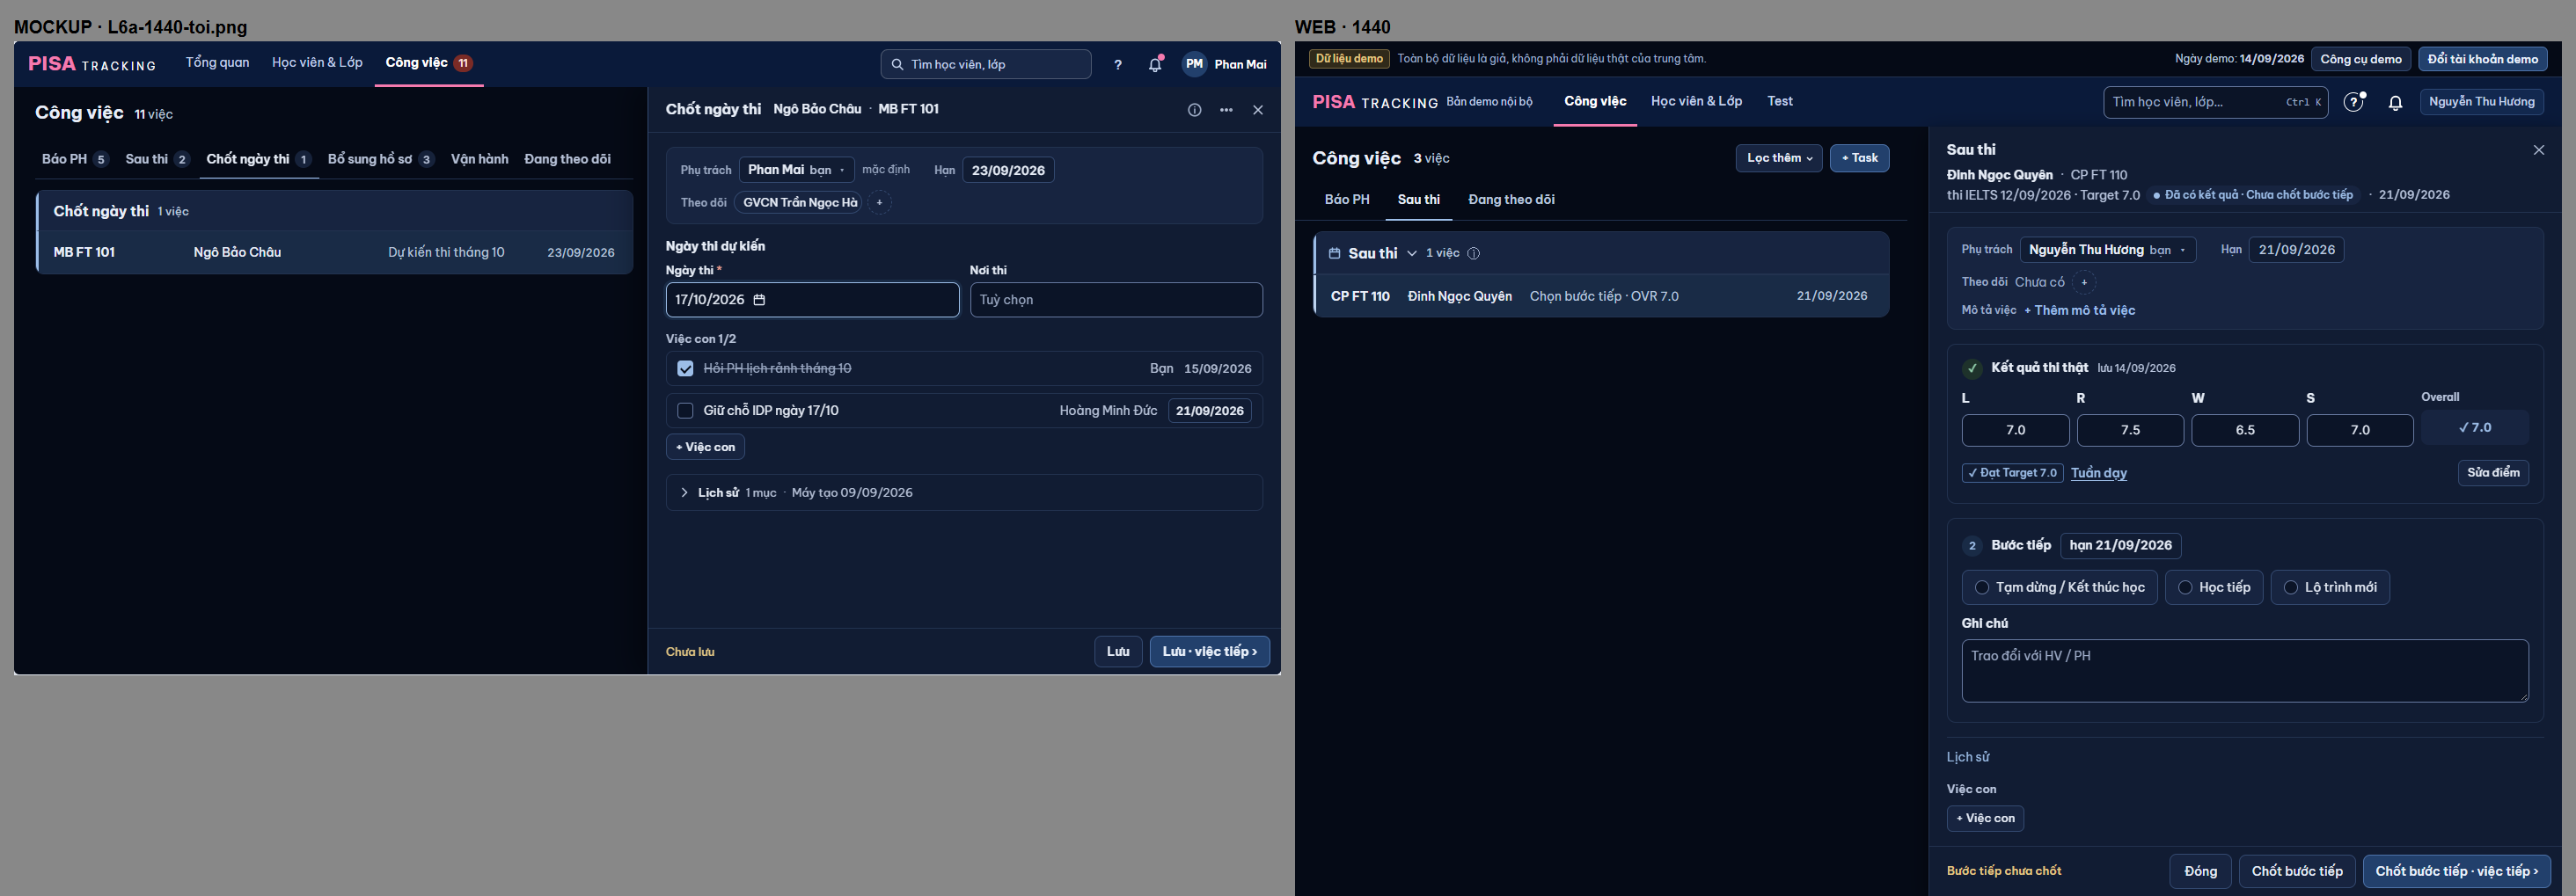 MOCKUP · L6a-1440-toi.png
PISA TRACKING Tổng quan Học viên & Lớp Công việc 11 Tìm học viên, lớp ? PM Phan Mai
Công việc 11 việc
Báo PH 5 Sau thi 2 Chốt ngày thi 1 Bổ sung hồ sơ 3 Vận hành Đang theo dõi
Chốt ngày thi 1 việc
MB FT 101 Ngô Bảo Châu Dự kiến thi tháng 10 23/09/2026
Chốt ngày thi Ngô Bảo Châu · MB FT 101
Phụ trách Phan Mai bạn mặc định Hạn 23/09/2026
Theo dõi GVCN Trần Ngọc Hà +
Ngày thi dự kiến
Ngày thi * Nơi thi
17/10/2026 Tuỳ chọn
Việc con 1/2
Hỏi PH lịch rảnh tháng 10 Bạn 15/09/2026
Giữ chỗ IDP ngày 17/10 Hoàng Minh Đức 21/09/2026
+ Việc con
Lịch sử 1 mục · Máy tạo 09/09/2026
Chưa lưu Lưu Lưu · việc tiếp ›
WEB · 1440
Dữ liệu demo Toàn bộ dữ liệu là giả, không phải dữ liệu thật của trung tâm. Ngày demo: 14/09/2026 Công cụ demo Đổi tài khoản demo
PISA TRACKING Bản demo nội bộ Công việc Học viên & Lớp Test Tìm học viên, lớp... Ctrl K ? Nguyễn Thu Hương
Công việc 3 việc Lọc thêm + Task
Báo PH Sau thi Đang theo dõi
Sau thi 1 việc
CP FT 110 Đinh Ngọc Quyên Chọn bước tiếp · OVR 7.0 21/09/2026
Sau thi
Đinh Ngọc Quyên · CP FT 110
thi IELTS 12/09/2026 · Target 7.0 • Đã có kết quả · Chưa chốt bước tiếp · 21/09/2026
Phụ trách Nguyễn Thu Hương bạn Hạn 21/09/2026
Theo dõi Chưa có +
Mô tả việc + Thêm mô tả việc
✓ Kết quả thi thật lưu 14/09/2026
L R W S Overall
7.0 7.5 6.5 7.0 ✓ 7.0
✓ Đạt Target 7.0 Tuần dạy Sửa điểm
2 Bước tiếp hạn 21/09/2026
Tạm dừng / Kết thúc học Học tiếp Lộ trình mới
Ghi chú
Trao đổi với HV / PH
Lịch sử
Việc con
+ Việc con
Bước tiếp chưa chốt Đóng Chốt bước tiếp Chốt bước tiếp · việc tiếp ›